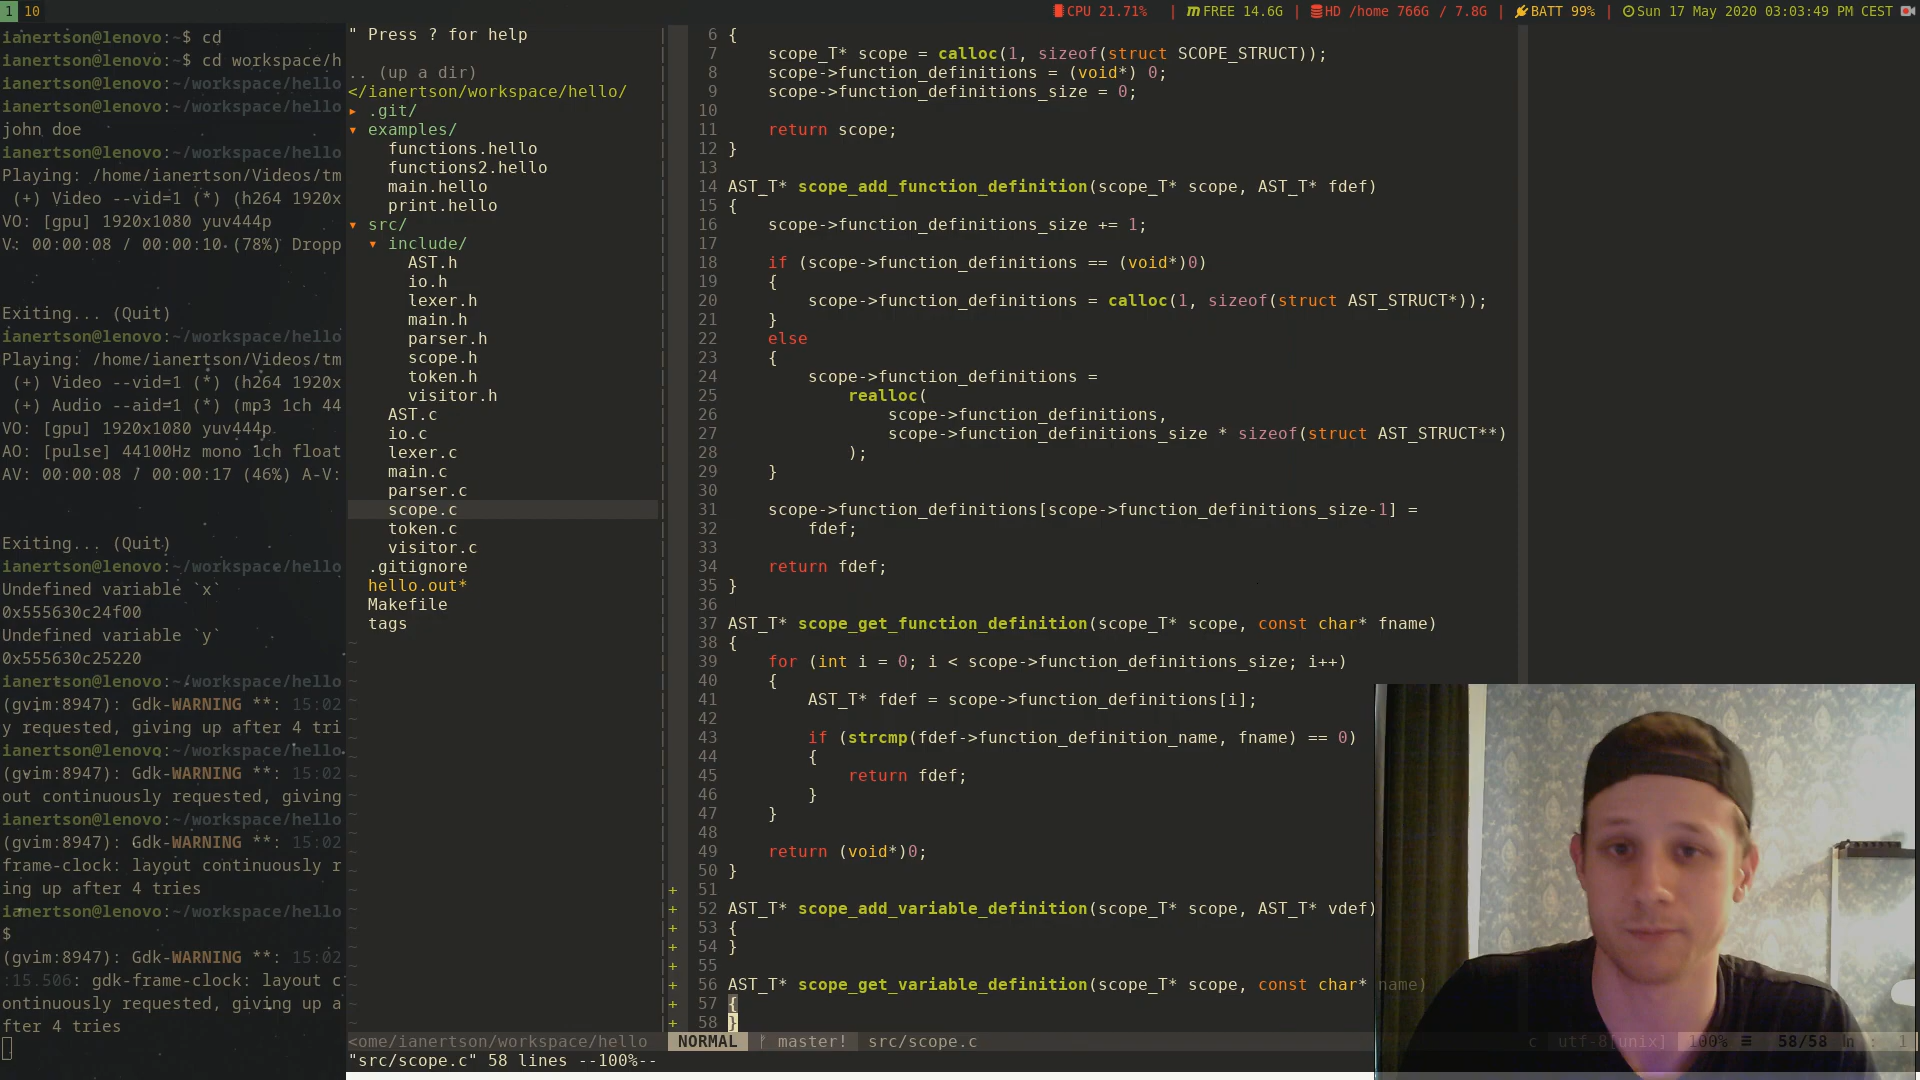 1 10
CPU 21.71% | FREE 14.6G | HD /home 766G / 7.8G | BATT 99% | Sun 17 May 2020 03:03:49 PM CEST
ianertson@lenovo:~$ cd
ianertson@lenovo:~$ cd workspace/h
ianertson@lenovo:~/workspace/hello
ianertson@lenovo:~/workspace/hello
john doe
ianertson@lenovo:~/workspace/hello
Playing: /home/ianertson/Videos/tm
(+) Video --vid=1 (*) (h264 1920x
VO: [gpu] 1920x1080 yuv444p
V: 00:00:08 / 00:00:10 (78%) Dropp
Exiting... (Quit)
ianertson@lenovo:~/workspace/hello
Playing: /home/ianertson/Videos/tm
(+) Video --vid=1 (*) (h264 1920x
(+) Audio --aid=1 (*) (mp3 1ch 44
VO: [gpu] 1920x1080 yuv444p
AO: [pulse] 44100Hz mono 1ch float
AV: 00:00:08 / 00:00:17 (46%) A-V:
Exiting... (Quit)
ianertson@lenovo:~/workspace/hello
Undefined variable `x`
0x555630c24f00
Undefined variable `y`
0x555630c25220
ianertson@lenovo:~/workspace/hello
(gvim:8947): Gdk-WARNING **: 15:02
y requested, giving up after 4 tri
ianertson@lenovo:~/workspace/hello
(gvim:8947): Gdk-WARNING **: 15:02
out continuously requested, giving
ianertson@lenovo:~/workspace/hello
(gvim:8947): Gdk-WARNING **: 15:02
frame-clock: layout continuously r
ing up after 4 tries
ianertson@lenovo:~/workspace/hello
$
(gvim:8947): Gdk-WARNING **: 15:02
:15.506: gdk-frame-clock: layout c
ontinuously requested, giving up a
fter 4 tries
" Press ? for help
.. (up a dir)
</ianertson/workspace/hello/
▸ .git/
▾ examples/
functions.hello
functions2.hello
main.hello
print.hello
▾ src/
▾ include/
AST.h
io.h
lexer.h
main.h
parser.h
scope.h
token.h
visitor.h
AST.c
io.c
lexer.c
main.c
parser.c
scope.c
token.c
visitor.c
.gitignore
hello.out*
Makefile
tags
6 {
7 scope_T* scope = calloc(1, sizeof(struct SCOPE_STRUCT));
8 scope->function_definitions = (void*) 0;
9 scope->function_definitions_size = 0;
10
11 return scope;
12 }
13
14 AST_T* scope_add_function_definition(scope_T* scope, AST_T* fdef)
15 {
16 scope->function_definitions_size += 1;
17
18 if (scope->function_definitions == (void*)0)
19 {
20 scope->function_definitions = calloc(1, sizeof(struct AST_STRUCT*));
21 }
22 else
23 {
24 scope->function_definitions =
25 realloc(
26 scope->function_definitions,
27 scope->function_definitions_size * sizeof(struct AST_STRUCT**)
28 );
29 }
30
31 scope->function_definitions[scope->function_definitions_size-1] =
32 fdef;
33
34 return fdef;
35 }
36
37 AST_T* scope_get_function_definition(scope_T* scope, const char* fname)
38 {
39 for (int i = 0; i < scope->function_definitions_size; i++)
40 {
41 AST_T* fdef = scope->function_definitions[i];
42
43 if (strcmp(fdef->function_definition_name, fname) == 0)
44 {
45 return fdef;
46 }
47 }
48
49 return (void*)0;
50 }
+ 51
+ 52 AST_T* scope_add_variable_definition(scope_T* scope, AST_T* vdef)
+ 53 {
+ 54 }
+ 55
+ 56 AST_T* scope_get_variable_definition(scope_T* scope, const char* name)
+ 57 {
+ 58 }
<ome/ianertson/workspace/hello NORMAL master! src/scope.c c utf-8[unix] 100% ≡ 58/58 ln : 1
"src/scope.c" 58 lines --100%--